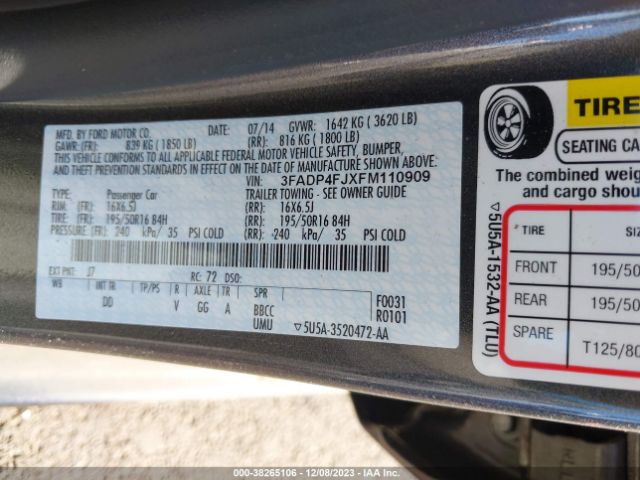 MFD. BY FORD MOTOR CO.
DATE: 07/14 GVWR: 1642 KG ( 3620 LB)
GAWR: (FR): 839 KG ( 1850 LB) (RR): 816 KG ( 1800 LB)
THIS VEHICLE CONFORMS TO ALL APPLICABLE FEDERAL MOTOR VEHICLE SAFETY, BUMPER,
AND THEFT PREVENTION STANDARDS IN EFFECT ON THE DATE OF MANUFACTURE SHOWN ABOVE
VIN: 3FADP4FJXFM110909
TYPE: Passenger Car TRAILER TOWING - SEE OWNER GUIDE
RIM: (FR) 16X6.5J (RR): 16X6.5J
TIRE: (FR) 195/50R16 84H (RR): 195/50R16 84H
PRESSURE (FR): 240 kPa/ 35 PSI COLD (RR): 240 kPa/ 35 PSI COLD
EXT PNT: J7 RC: 72 DSO:
WB INT TR TP/PS R AXLE TR SPR
DD V GG A BBCC
UMU
F0031
R0101
▽5U5A-3520472-AA
TIRE
SEATING CA
The combined weig
and cargo shou
▽5U5A-1532-AA (TLU)
TIRE SI
FRONT 195/50
REAR 195/50
SPARE T125/80
000-38265106 - 12/08/2023 - IAA Inc.